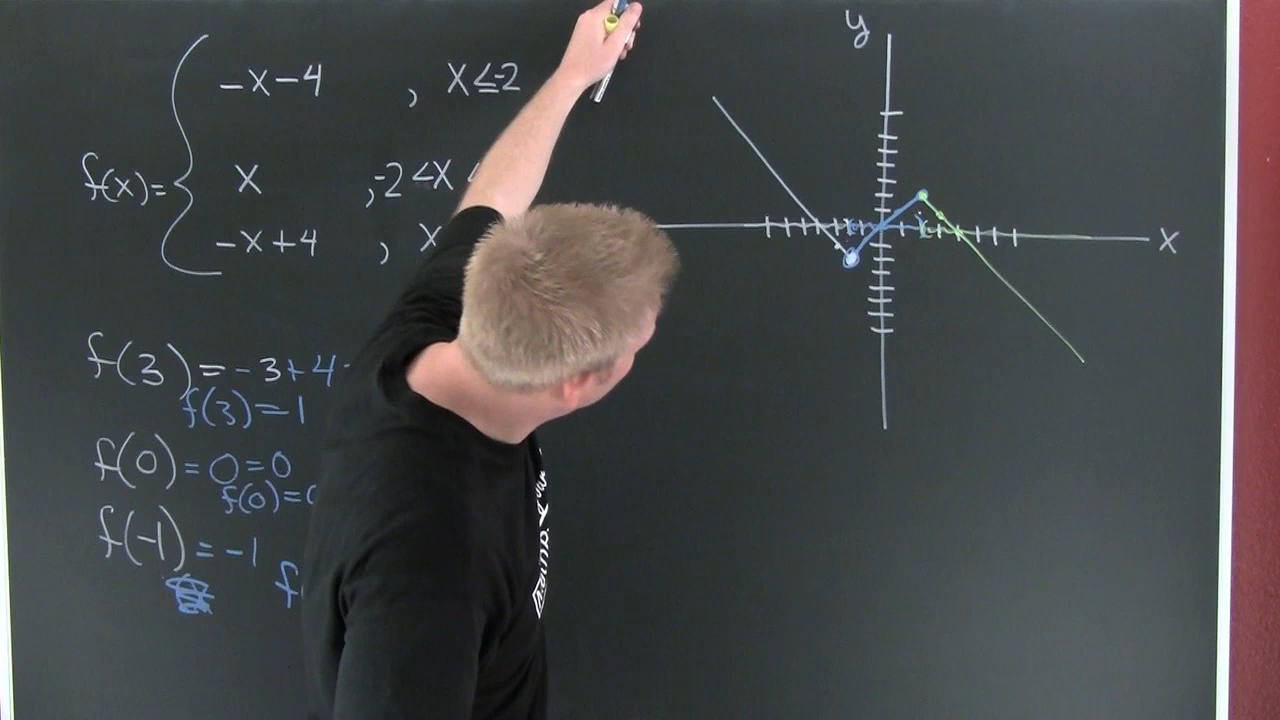 -x-4 , x≤-2
f(x)= x ,-2<x
-x+4 , x
f(3)=-3+4
f(3)=1
f(0)=0=0
f(0)=
f(-1)=-1 f
y
x